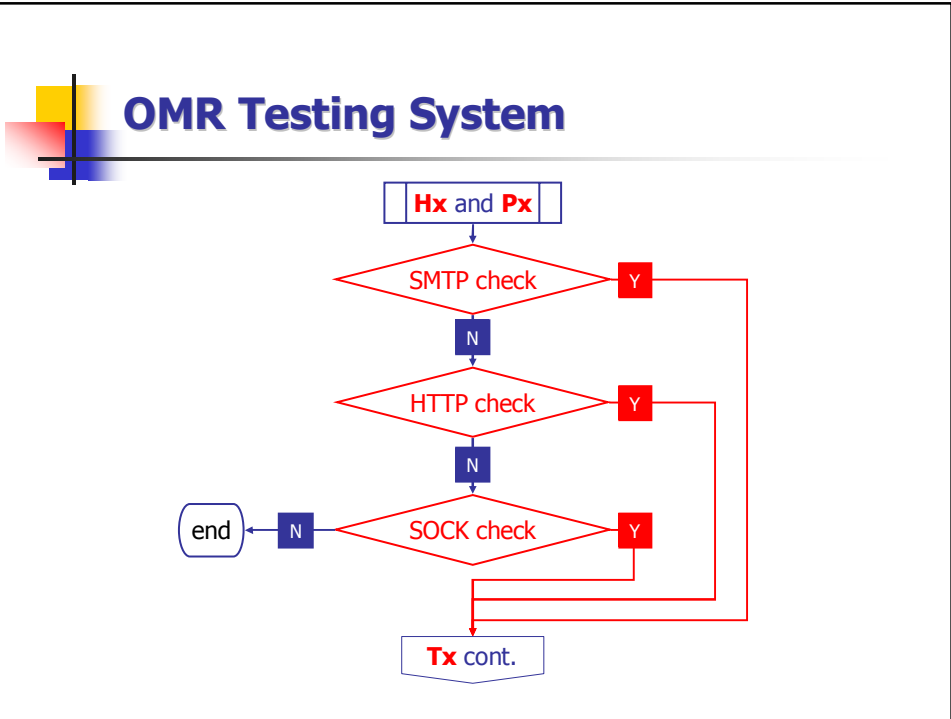 OMR Testing System
Hx and Px
SMTP check
Y
N
HTTP check
Y
N
end
N
SOCK check
Y
Tx cont.